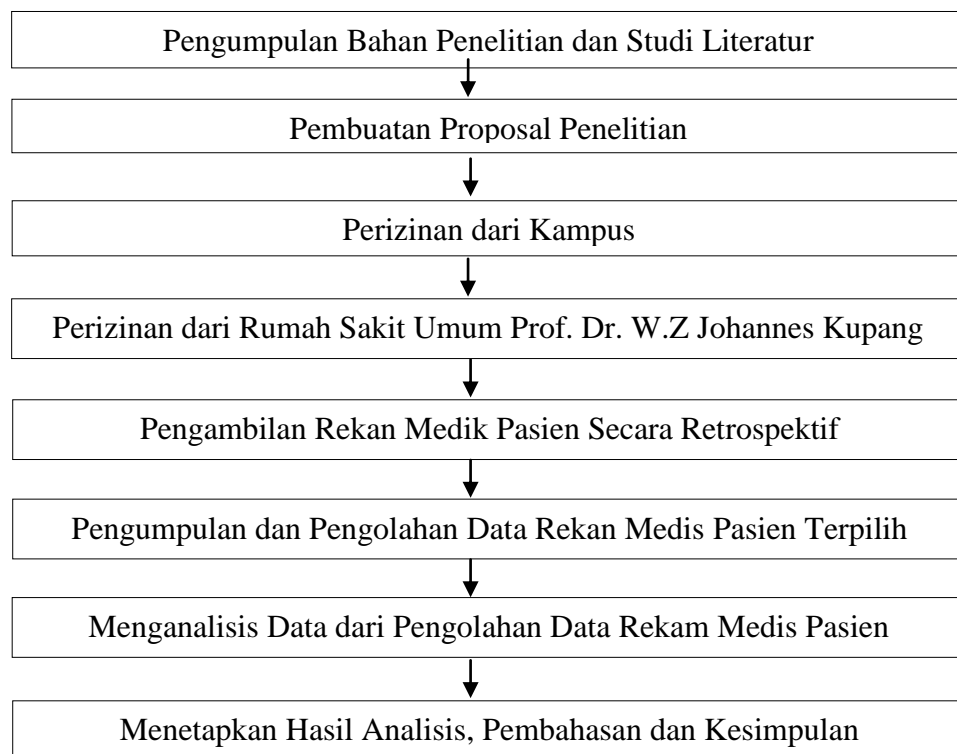 Pengumpulan Bahan Penelitian dan Studi Literatur
Pembuatan Proposal Penelitian
Perizinan dari Kampus
Perizinan dari Rumah Sakit Umum Prof. Dr. W.Z Johannes Kupang
Pengambilan Rekan Medik Pasien Secara Retrospektif
Pengumpulan dan Pengolahan Data Rekan Medis Pasien Terpilih
Menganalisis Data dari Pengolahan Data Rekam Medis Pasien
Menetapkan Hasil Analisis, Pembahasan dan Kesimpulan